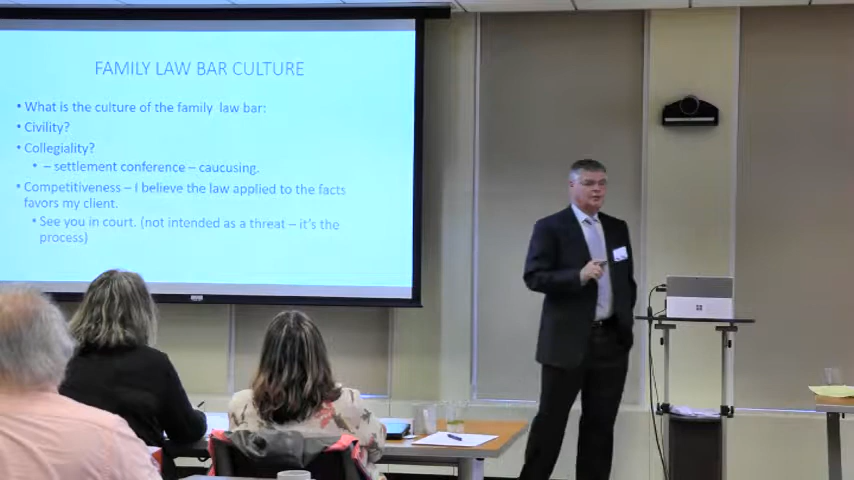 FAMILY LAW BAR CULTURE
• What is the culture of the family law bar:
• Civility?
• Collegiality?
• – settlement conference – caucusing.
• Competitiveness – I believe the law applied to the facts
favors my client.
• See you in court. (not intended as a threat – it's the
process)